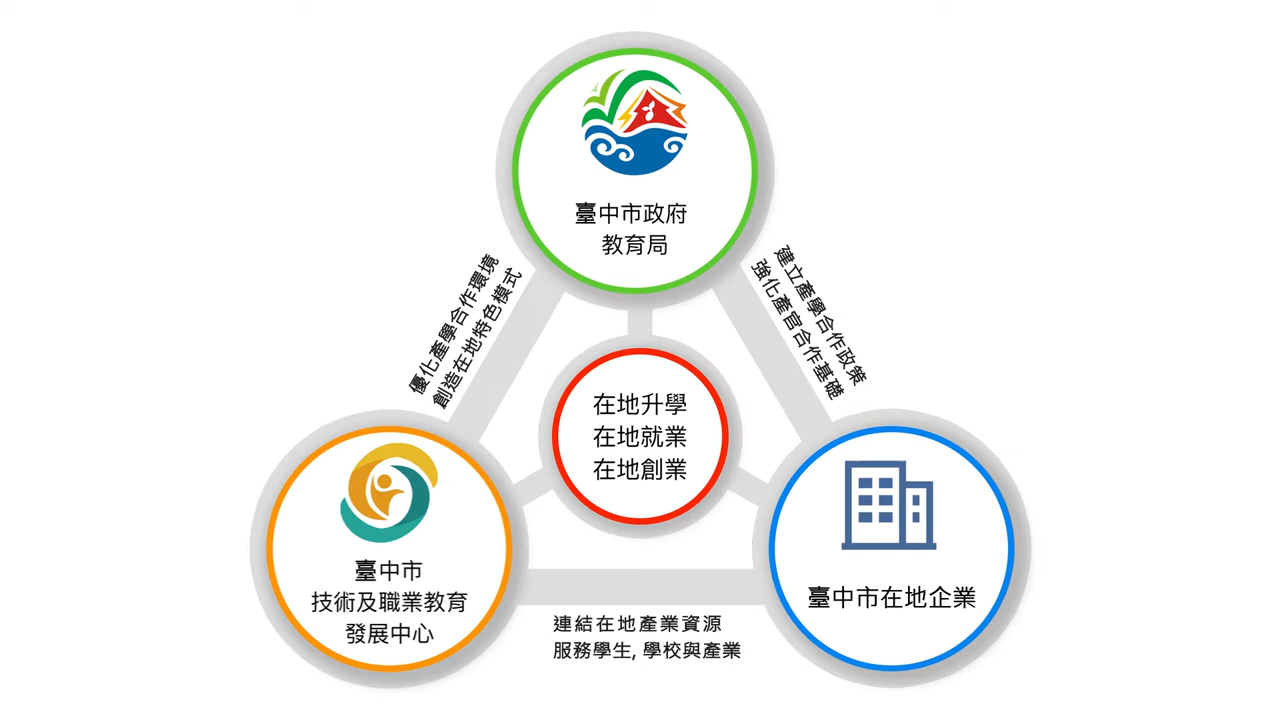 臺中市政府
教育局
優化產學合作環境
創造在地特色模式
建立產學合作政策
強化產官合作基礎
在地升學
在地就業
在地創業
臺中市
技術及職業教育
發展中心
臺中市在地企業
連結在地產業資源
服務學生, 學校與產業